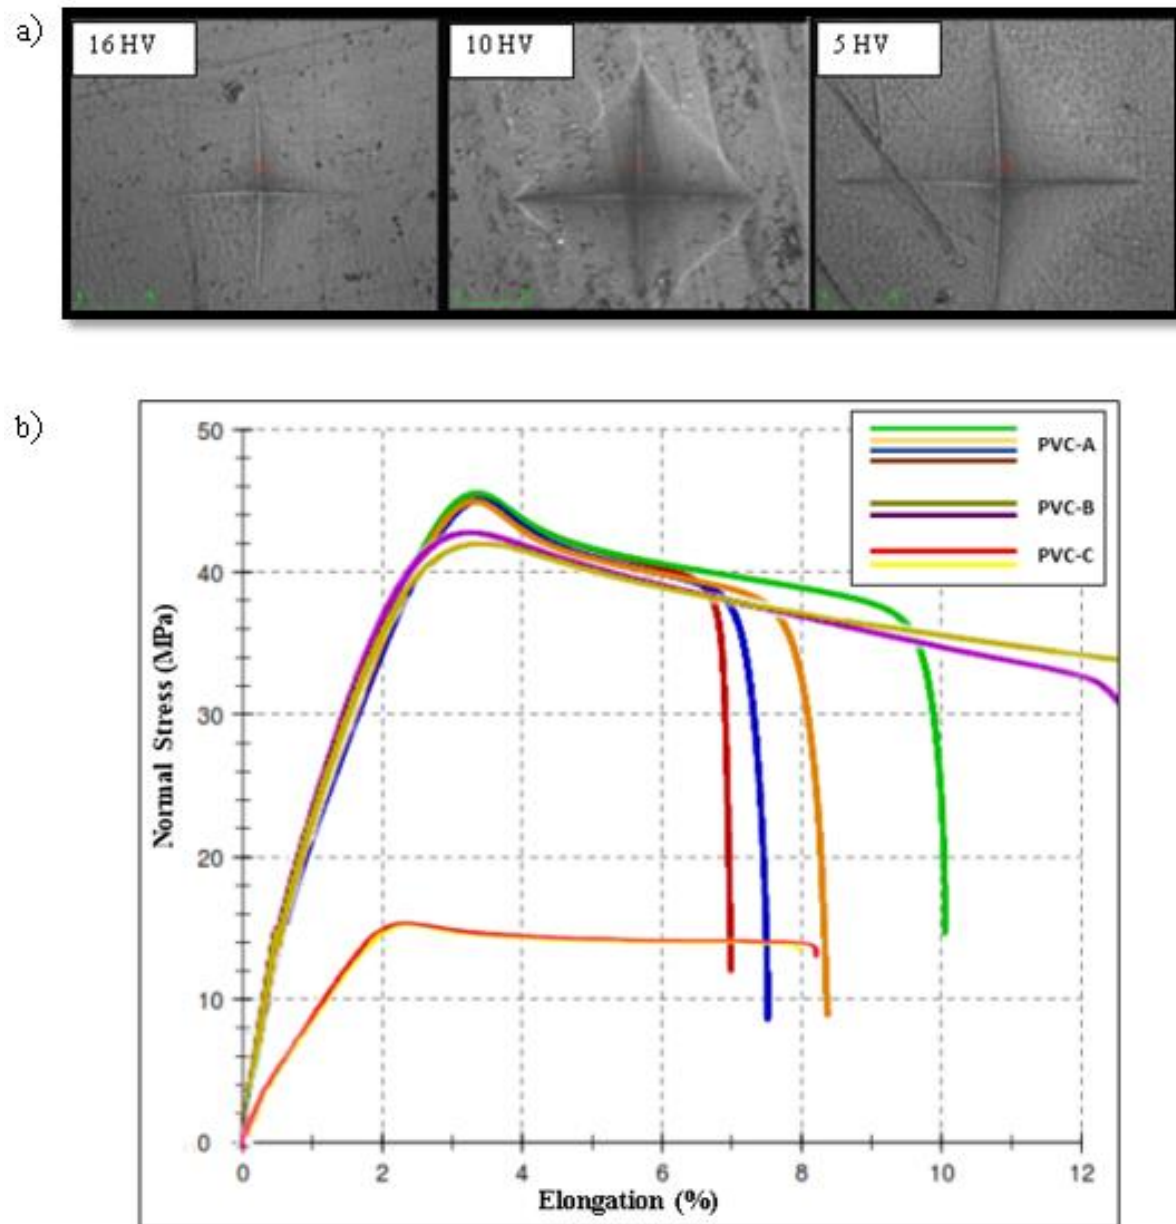 a)
16 HV
10 HV
5 HV
b)
50
40
30
20
10
0
Normal Stress (MPa)
PVC-A
PVC-B
PVC-C
0 2 4 6 8 10 12
Elongation (%)